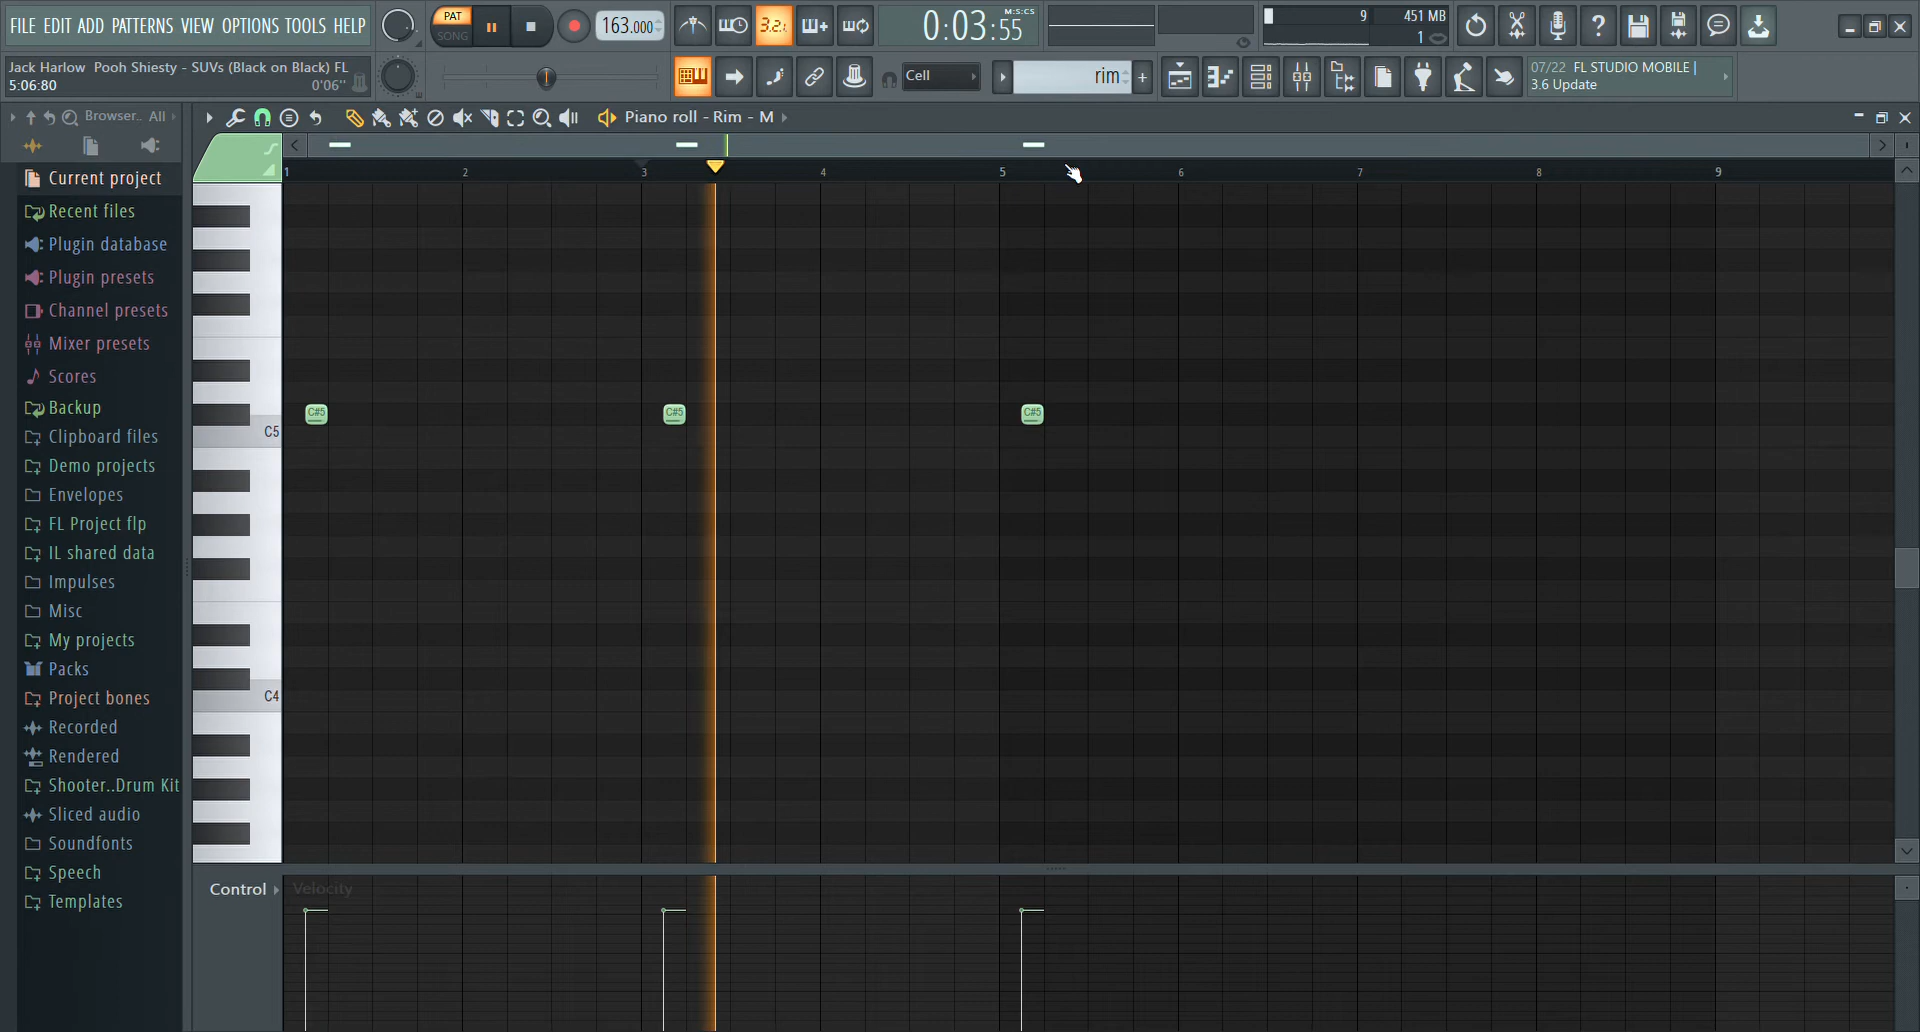 FILE EDIT ADD PATTERNS VIEW OPTIONS TOOLS HELP
PAT
SONG
163.000
3.2.
0:03:55
M:S:CS
9
451 MB
1
Jack Harlow Pooh Shiesty - SUVs (Black on Black) FL
5:06:80
0'06''
Cell
rim
07/22 FL STUDIO MOBILE |
3.6 Update
Browser.. All
Piano roll - Rim - M
1 2 3 4 5 6 7 8 9
Current project
Recent files
Plugin database
Plugin presets
Channel presets
Mixer presets
Scores
Backup
Clipboard files
Demo projects
Envelopes
FL Project flp
IL shared data
Impulses
Misc
My projects
Packs
Project bones
Recorded
Rendered
Shooter..Drum Kit
Sliced audio
Soundfonts
Speech
Templates
C#5 C#5 C#5
C5
C4
Control
Velocity